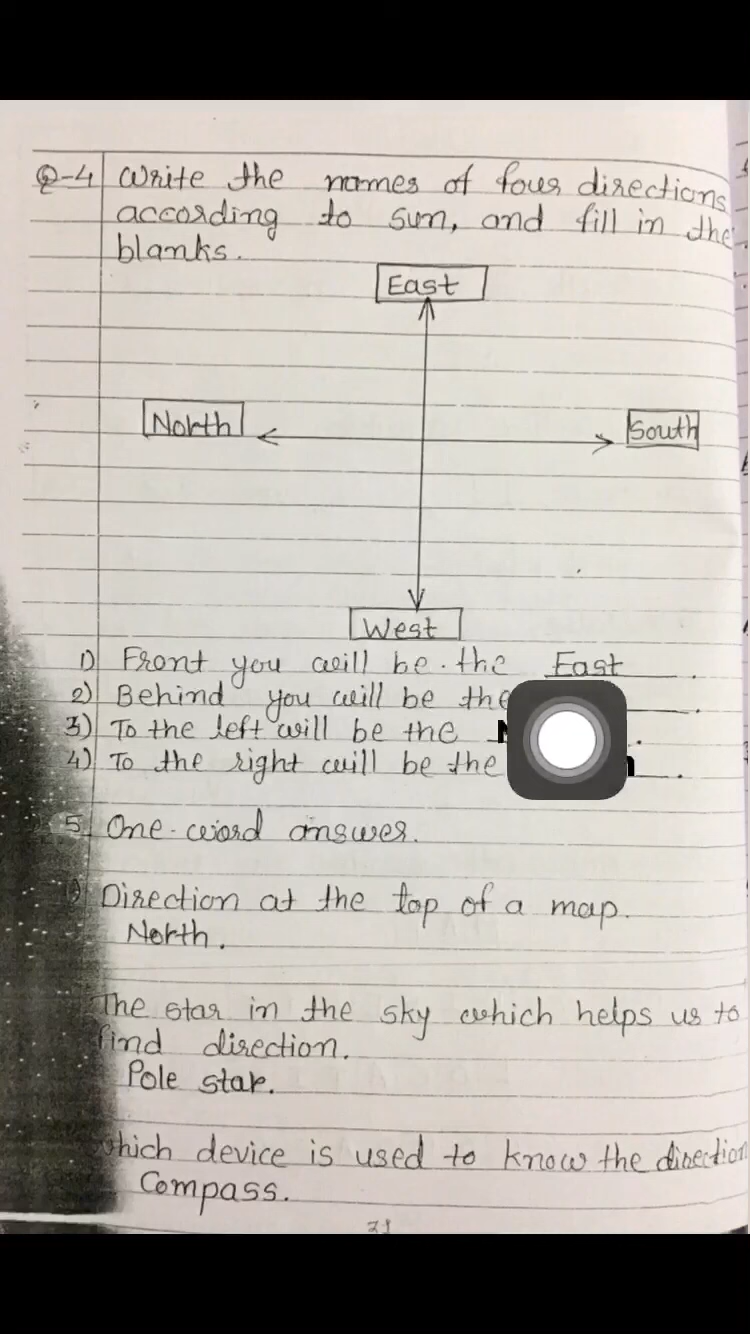 Q-4 Write the names of four directions
according to sun, and fill in the
blanks.
East
North
South
West
1) Front you will be the East.
2) Behind you will be the
3) To the left will be the
4) To the right will be the
5. One-word answer.
Direction at the top of a map.
North.
The star in the sky which helps us to
find direction.
Pole star.
which device is used to know the direction
Compass.